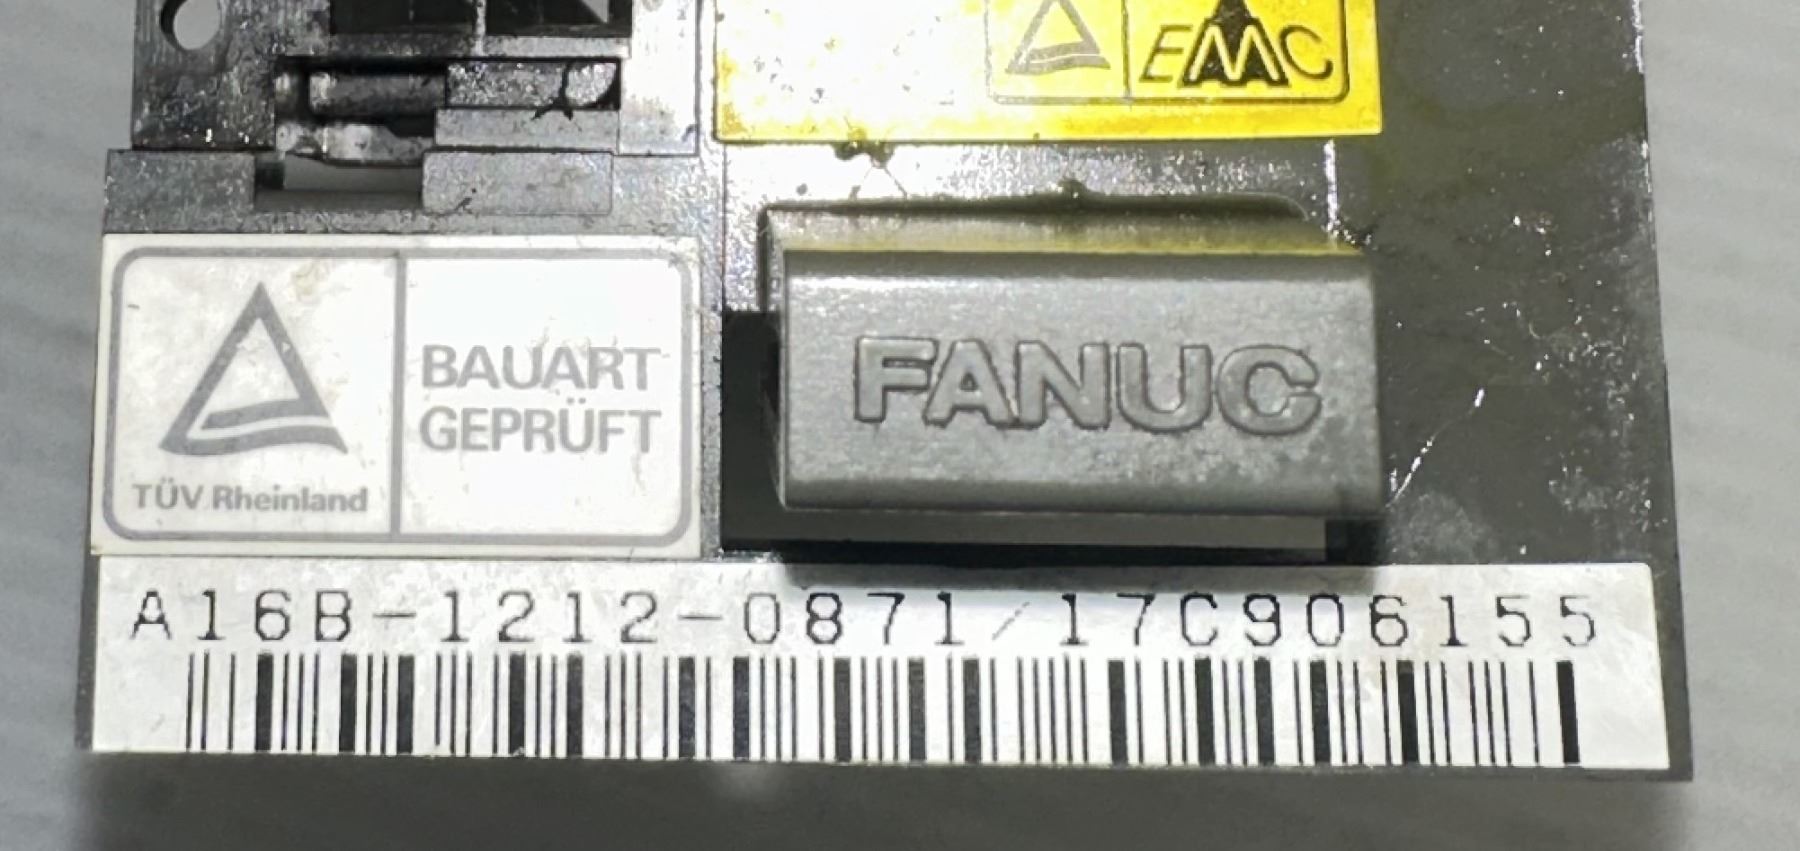 EMC
BAUART
GEPRÜFT
TÜV Rheinland
FANUC
A16B-1212-0871/17C906155